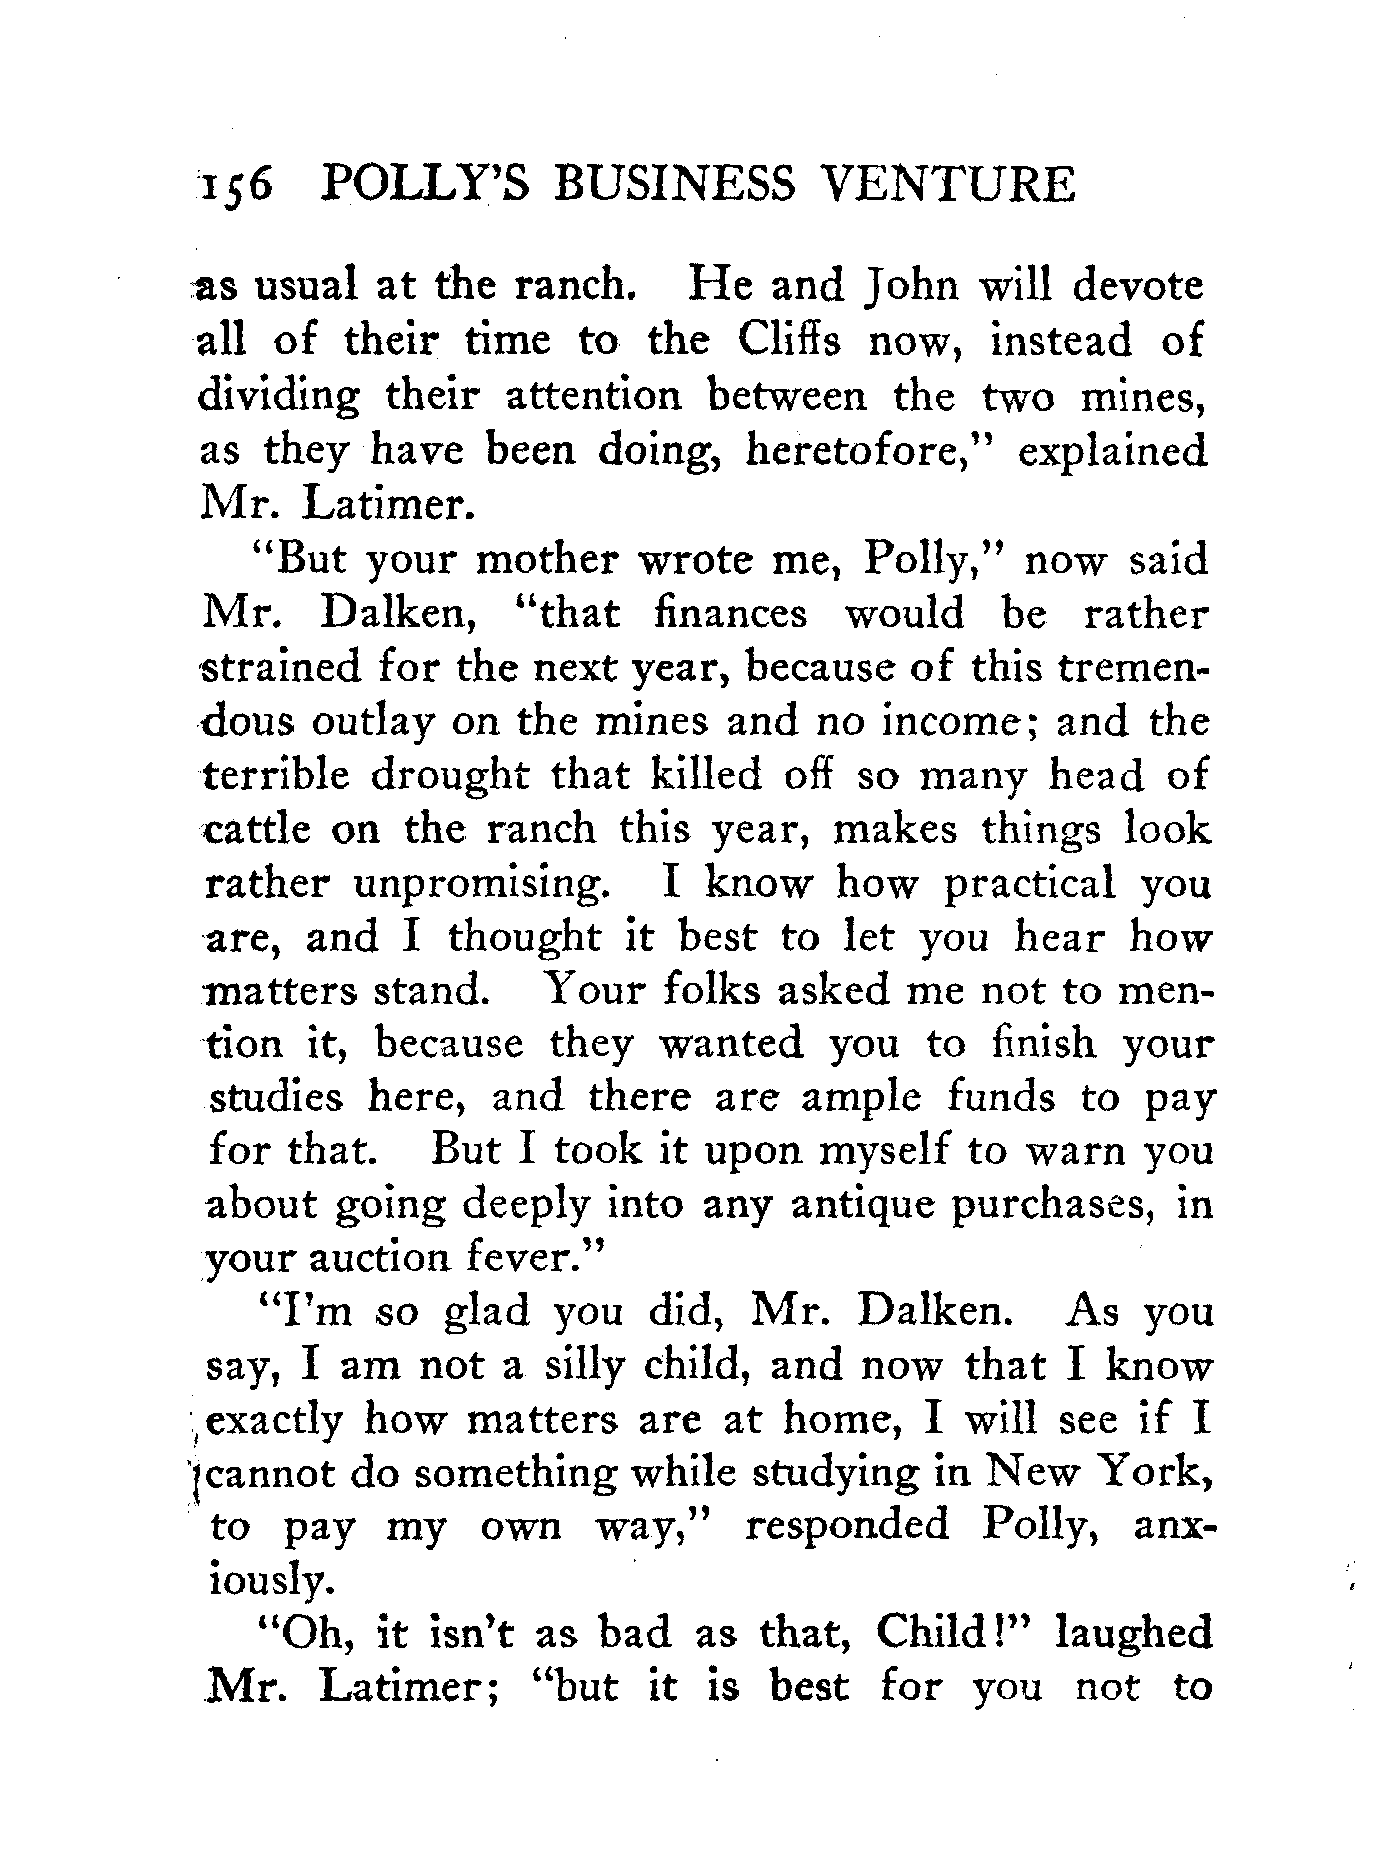 156 POLLY'S BUSINESS VENTURE
as usual at the ranch. He and John will devote
all of their time to the Cliffs now, instead of
dividing their attention between the two mines,
as they have been doing, heretofore," explained
Mr. Latimer.
"But your mother wrote me, Polly," now said
Mr. Dalken, "that finances would be rather
strained for the next year, because of this tremen-
dous outlay on the mines and no income; and the
terrible drought that killed off so many head of
cattle on the ranch this year, makes things look
rather unpromising. I know how practical you
are, and I thought it best to let you hear how
matters stand. Your folks asked me not to men-
tion it, because they wanted you to finish your
studies here, and there are ample funds to pay
for that. But I took it upon myself to warn you
about going deeply into any antique purchases, in
your auction fever."
"I'm so glad you did, Mr. Dalken. As you
say, I am not a silly child, and now that I know
exactly how matters are at home, I will see if I
cannot do something while studying in New York,
to pay my own way," responded Polly, anx-
iously.
"Oh, it isn't as bad as that, Child!" laughed
Mr. Latimer; "but it is best for you not to